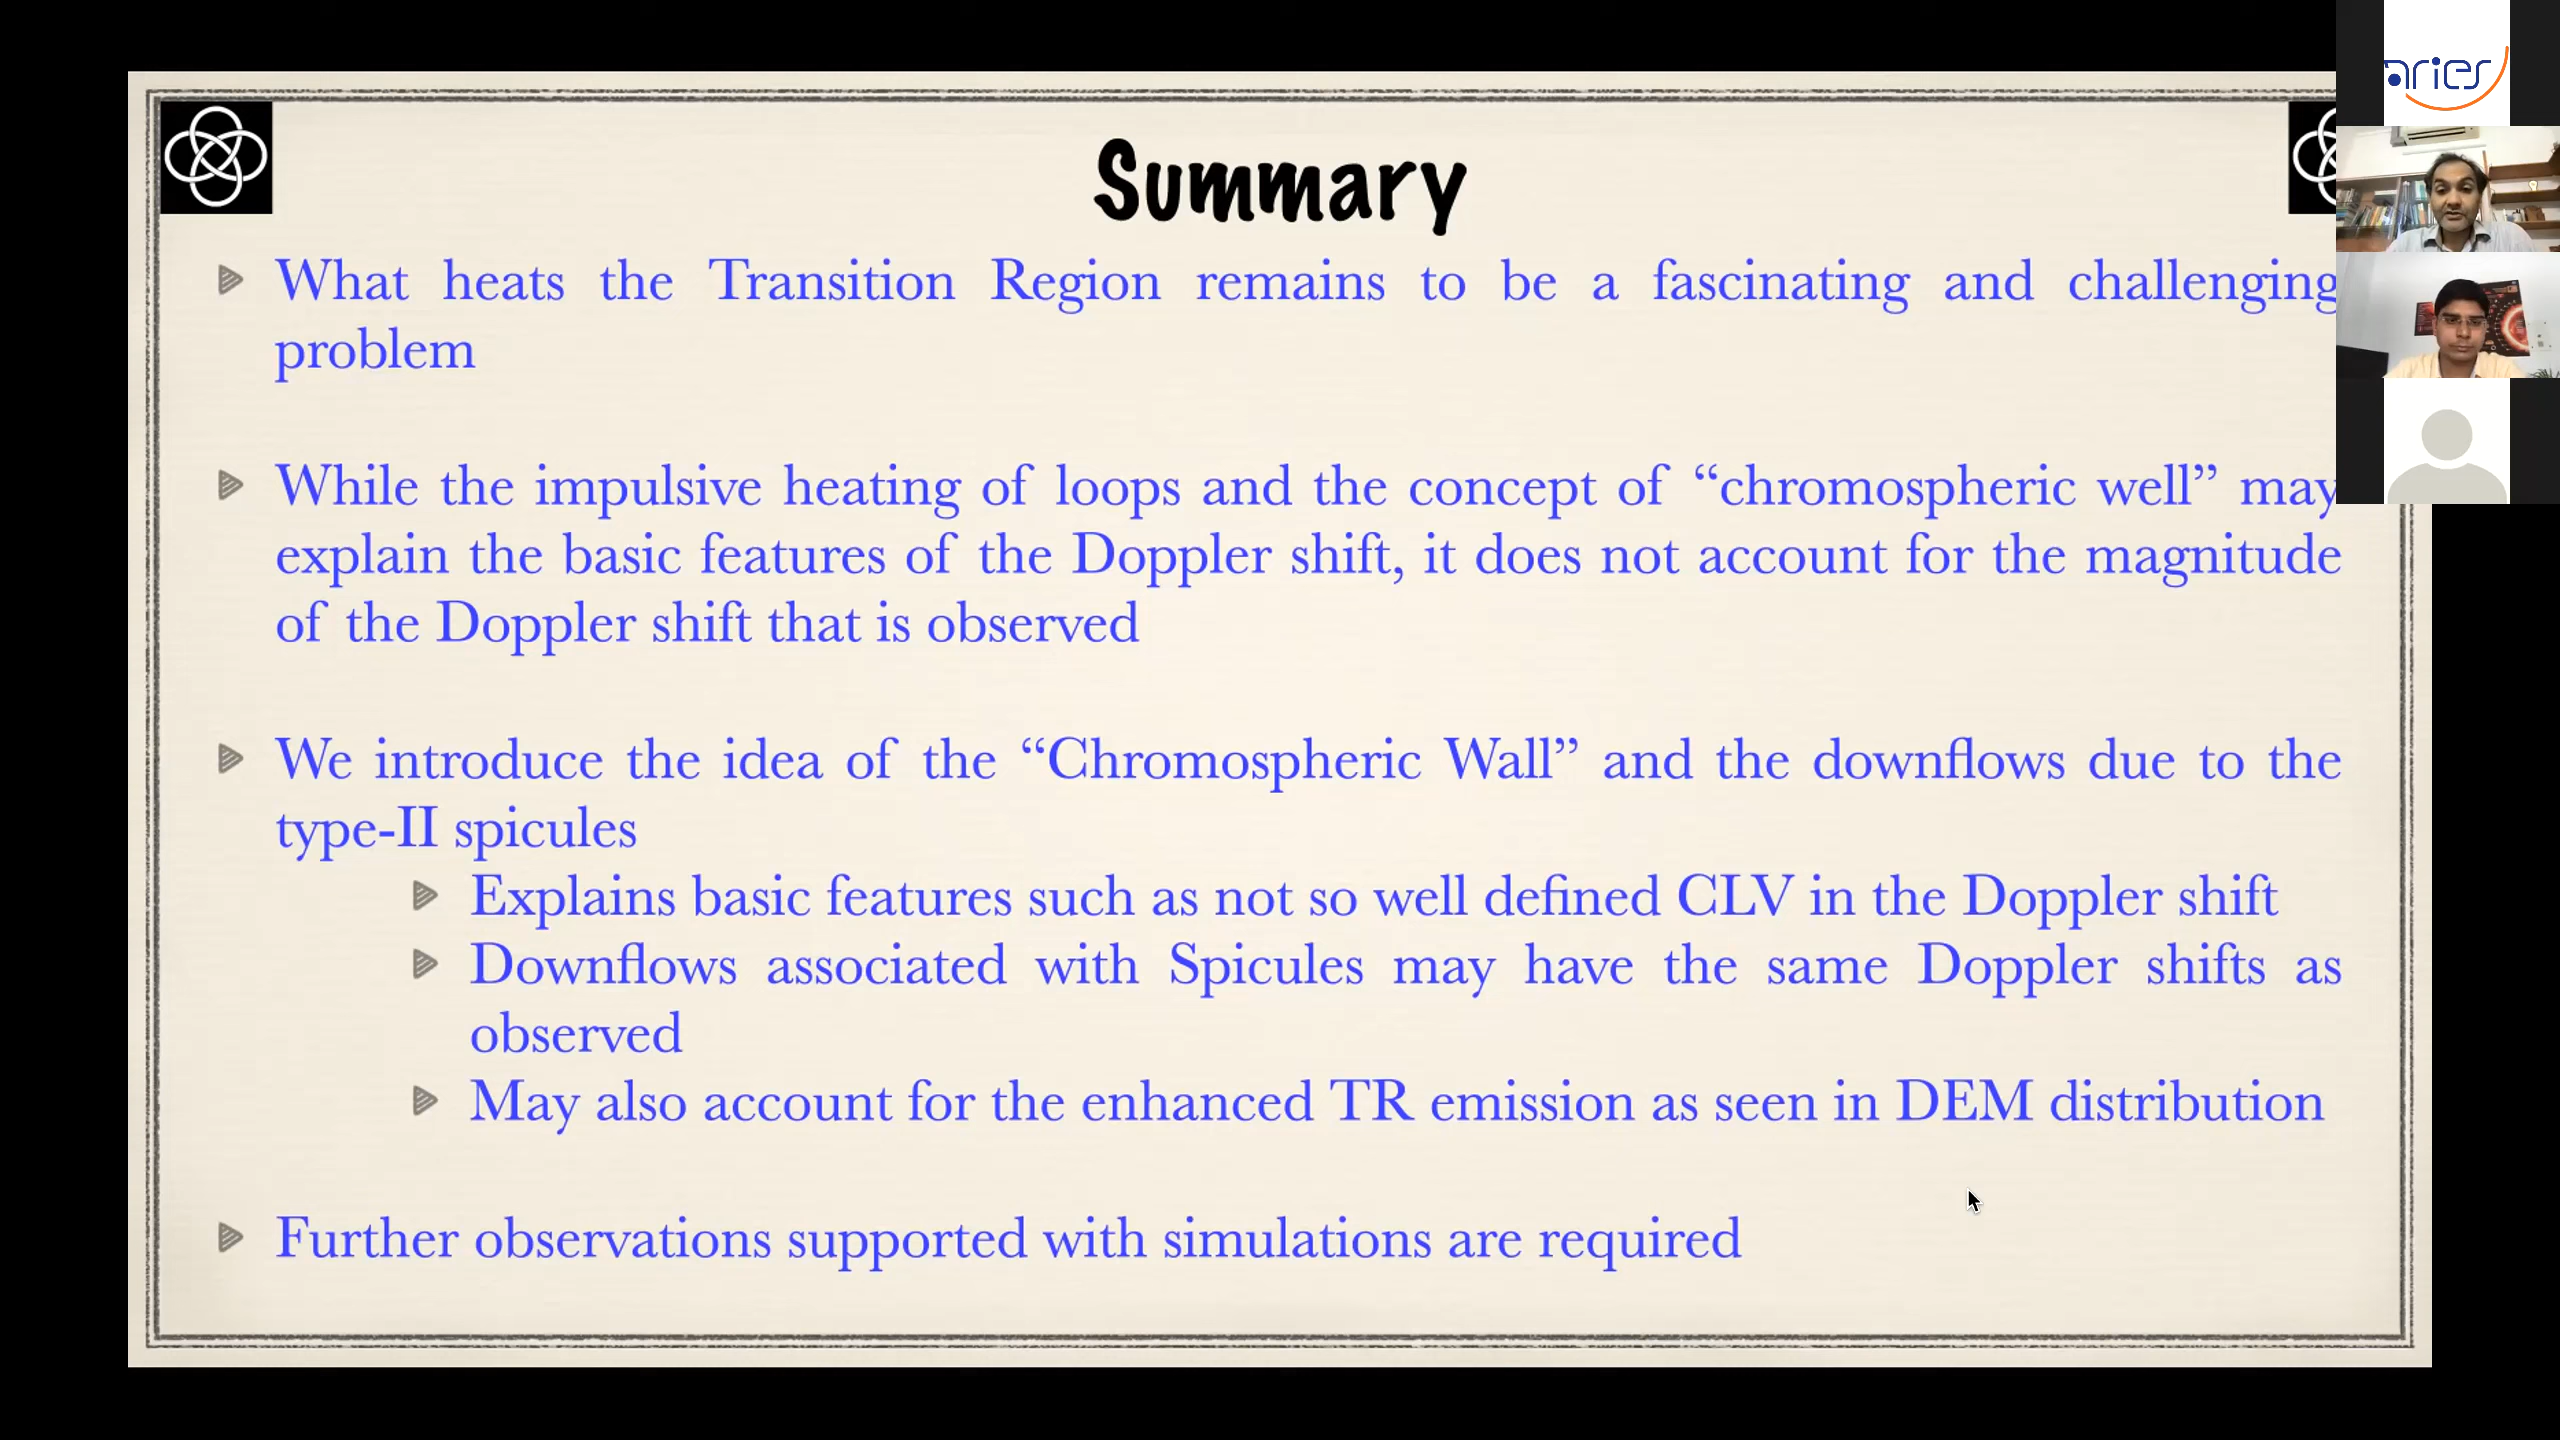 Summary
What heats the Transition Region remains to be a fascinating and challenging
problem
While the impulsive heating of loops and the concept of “chromospheric well” may
explain the basic features of the Doppler shift, it does not account for the magnitude
of the Doppler shift that is observed
We introduce the idea of the “Chromospheric Wall” and the downflows due to the
type-II spicules
Explains basic features such as not so well defined CLV in the Doppler shift
Downflows associated with Spicules may have the same Doppler shifts as
observed
May also account for the enhanced TR emission as seen in DEM distribution
Further observations supported with simulations are required
aries